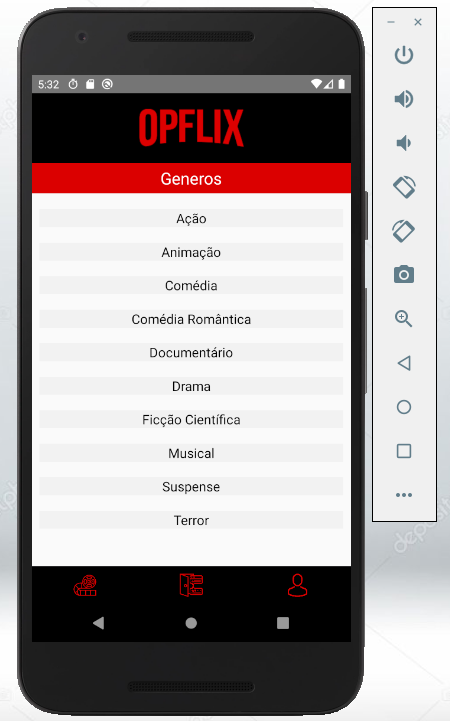 5:32
OPFLIX
Generos
Ação
Animação
Comédia
Comédia Romântica
Documentário
Drama
Ficção Científica
Musical
Suspense
Terror